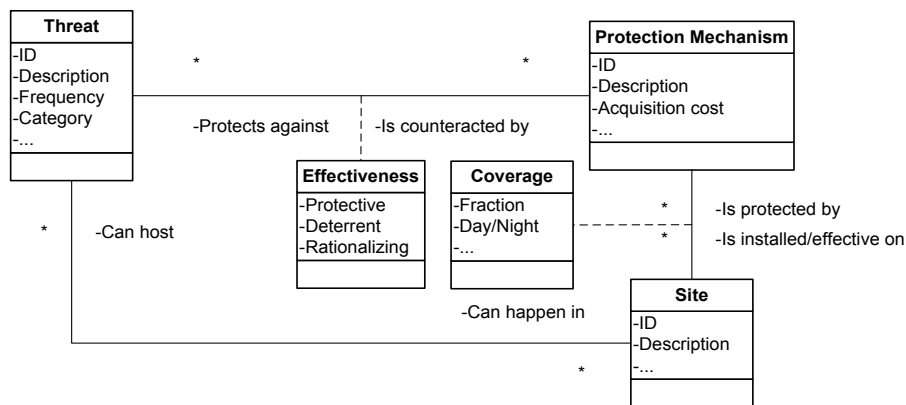 Threat
-ID
-Description
-Frequency
-Category
-...
*
*
Protection Mechanism
-ID
-Description
-Acquisition cost
-...
-Protects against
-Is counteracted by
Effectiveness
-Protective
-Deterrent
-Rationalizing
Coverage
-Fraction
-Day/Night
-...
*
-Is protected by
*
-Is installed/effective on
*
-Can host
-Can happen in
*
Site
-ID
-Description
-...